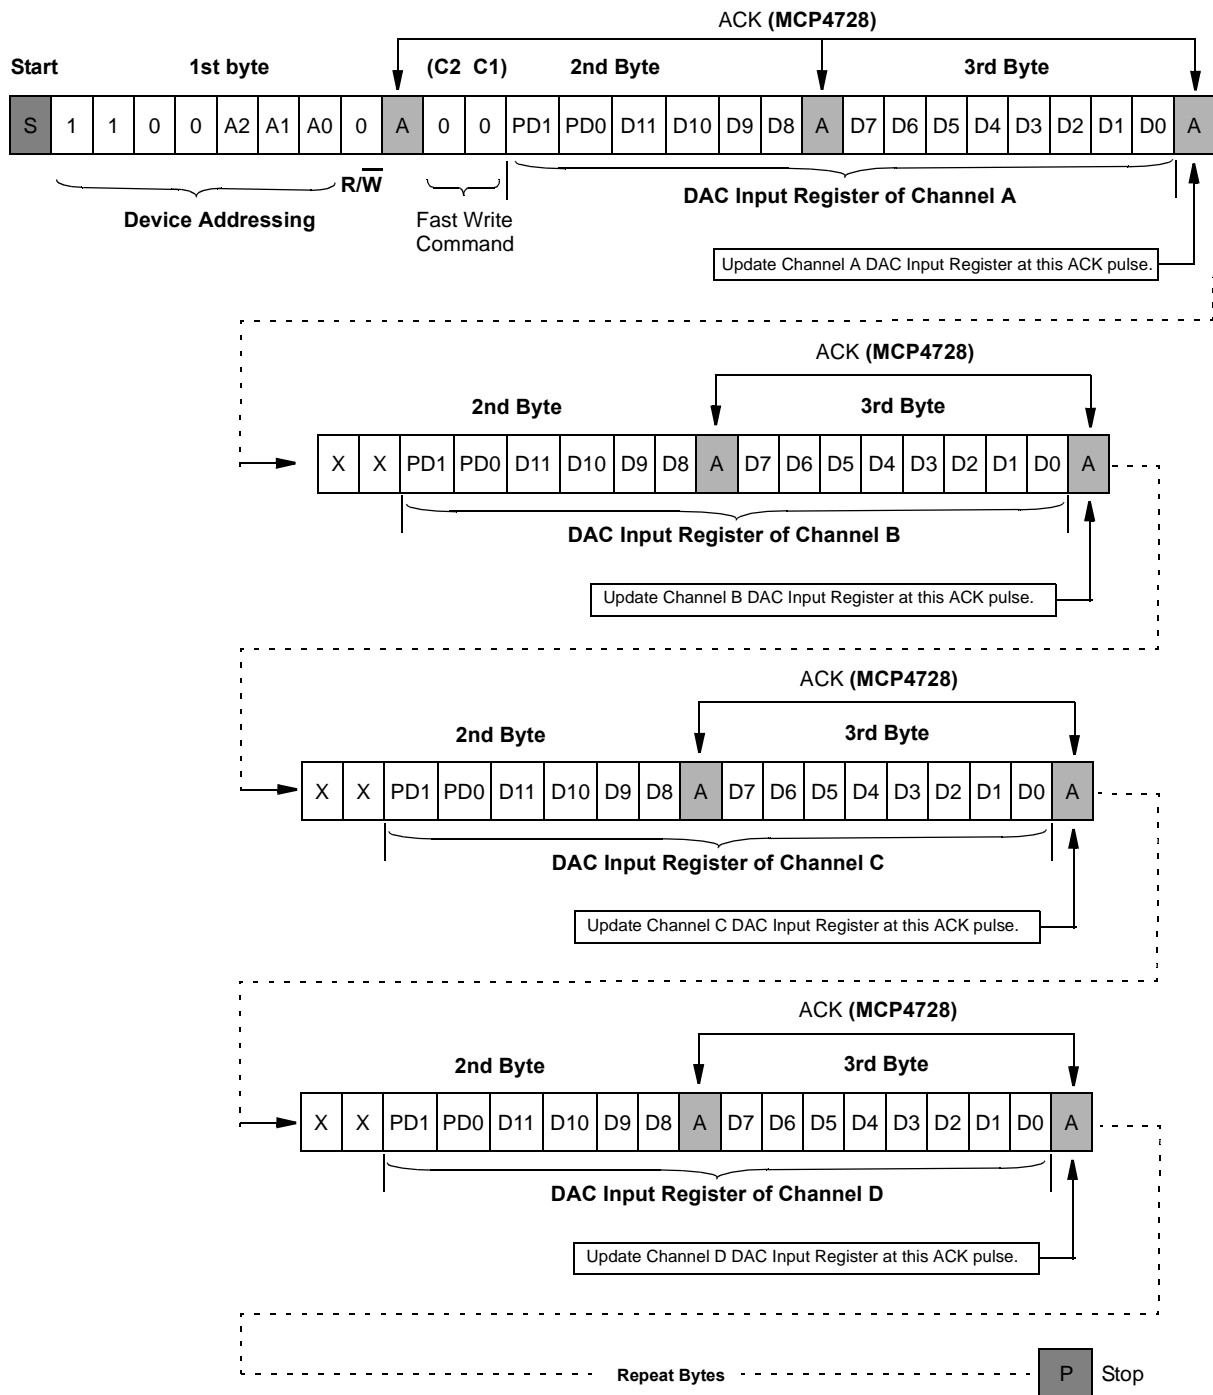 ACK (MCP4728)
Start 1st byte (C2 C1) 2nd Byte 3rd Byte
S 1 1 0 0 A2 A1 A0 0 A 0 0 PD1 PD0 D11 D10 D9 D8 A D7 D6 D5 D4 D3 D2 D1 D0 A
R/W
Device Addressing
Fast Write
Command
DAC Input Register of Channel A
Update Channel A DAC Input Register at this ACK pulse.
ACK (MCP4728)
2nd Byte 3rd Byte
X X PD1 PD0 D11 D10 D9 D8 A D7 D6 D5 D4 D3 D2 D1 D0 A
DAC Input Register of Channel B
Update Channel B DAC Input Register at this ACK pulse.
ACK (MCP4728)
2nd Byte 3rd Byte
X X PD1 PD0 D11 D10 D9 D8 A D7 D6 D5 D4 D3 D2 D1 D0 A
DAC Input Register of Channel C
Update Channel C DAC Input Register at this ACK pulse.
ACK (MCP4728)
2nd Byte 3rd Byte
X X PD1 PD0 D11 D10 D9 D8 A D7 D6 D5 D4 D3 D2 D1 D0 A
DAC Input Register of Channel D
Update Channel D DAC Input Register at this ACK pulse.
Repeat Bytes P Stop